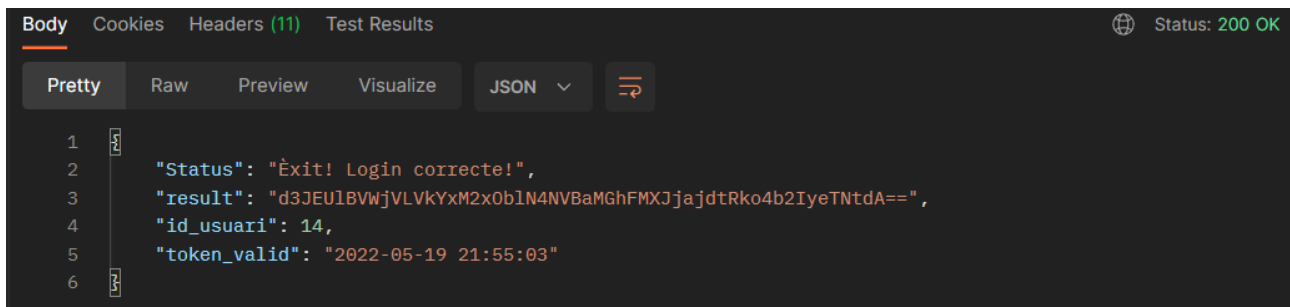 Body Cookies Headers (11) Test Results Status: 200 OK
Pretty Raw Preview Visualize JSON
1 {
2 "Status": "Èxit! Login correcte!",
3 "result": "d3JEUlBVWjVLVkYxM2xOblN4NVBaMGhFMXJjajdtRko4b2IyeTNtdA==",
4 "id_usuari": 14,
5 "token_valid": "2022-05-19 21:55:03"
6 }